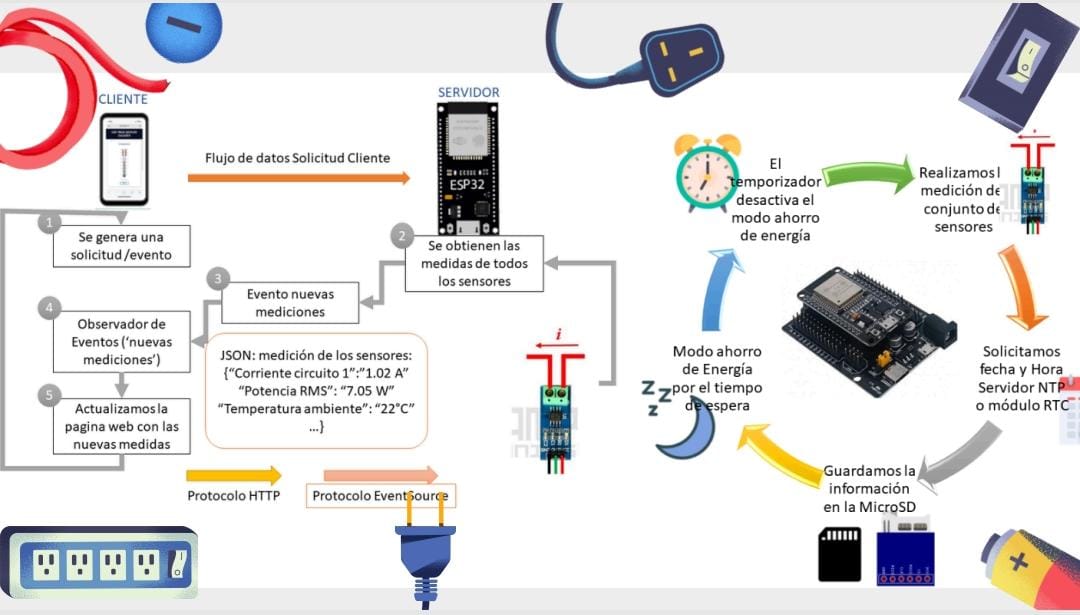 CLIENTE
SERVIDOR
Flujo de datos Solicitud Cliente
ESP32
1
Se genera una
solicitud /evento
2
Se obtienen las
medidas de todos
los sensores
3
Evento nuevas
mediciones
4
Observador de
Eventos ('nuevas
mediciones')
JSON: medición de los sensores:
{"Corriente circuito 1":"1.02 A"
"Potencia RMS": "7.05 W"
"Temperatura ambiente": "22°C"
...}
5
Actualizamos la
pagina web con las
nuevas medidas
i
Protocolo HTTP
Protocolo EventSource
El
temporizador
desactiva el
modo ahorro
de energía
Realizamos l
medición de
conjunto de
sensores
i
Solicitamos
fecha y Hora
Servidor NTP
o módulo RTC
Guardamos la
información
en la MicroSD
Modo ahorro
de Energía
por el tiempo
de espera
Z Z Z